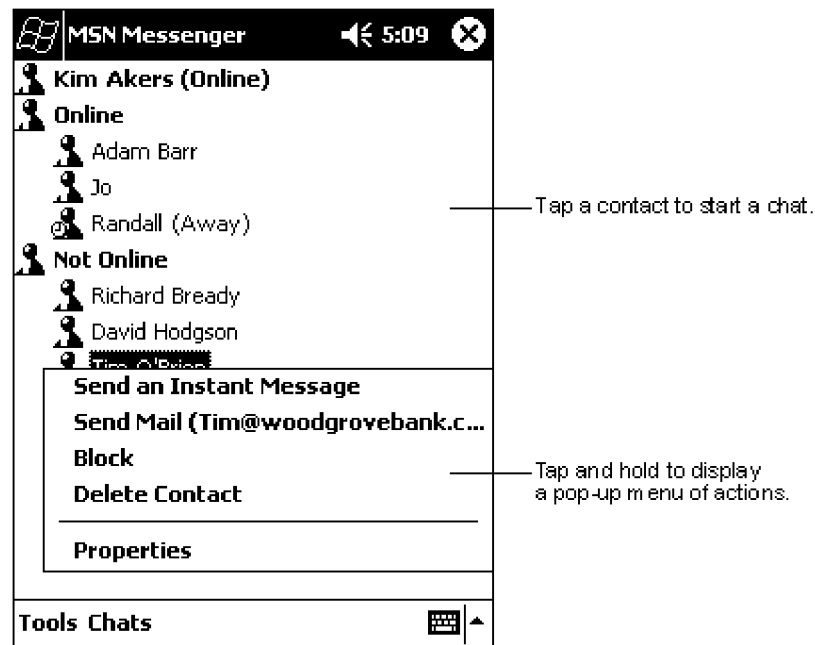 MSN Messenger 5:09
Kim Akers (Online)
Online
Adam Barr
Jo
Randall (Away)
Tap a contact to start a chat.
Not Online
Richard Bready
David Hodgson
Send an Instant Message
Send Mail (Tim@woodgrovebank.c...
Block
Delete Contact
Tap and hold to display
a pop-up menu of actions.
Properties
Tools Chats